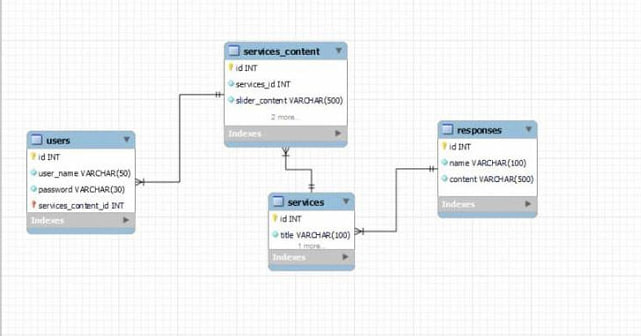 services_content
id INT
services_id INT
slider_content VARCHAR(500)
2 more...
Indexes
users
id INT
user_name VARCHAR(50)
password VARCHAR(30)
services_content_id INT
Indexes
services
id INT
title VARCHAR(100)
1 more...
Indexes
responses
id INT
name VARCHAR(100)
content VARCHAR(500)
Indexes